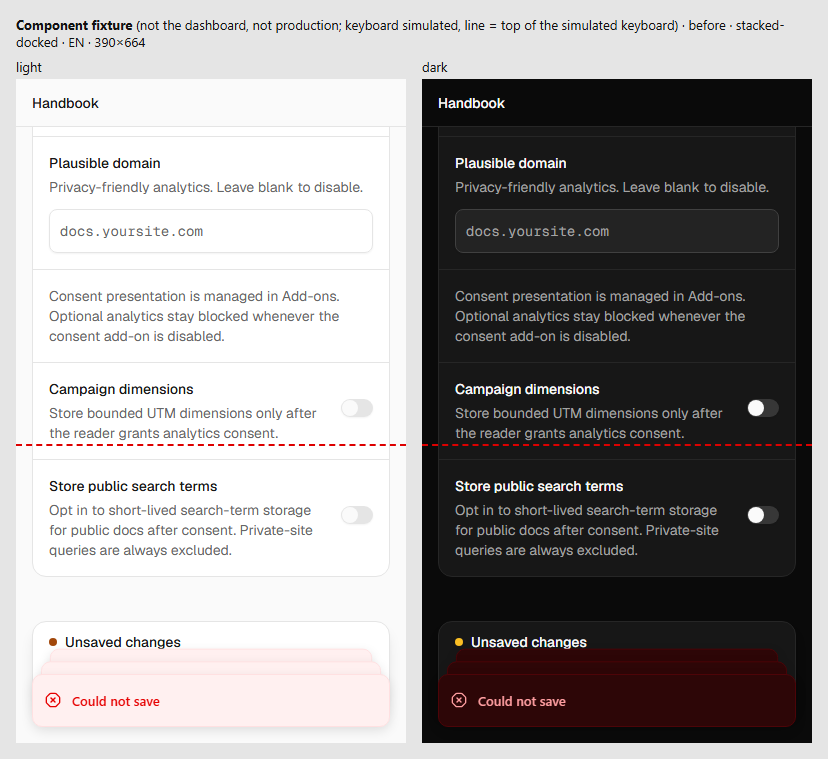 Component fixture (not the dashboard, not production; keyboard simulated, line = top of the simulated keyboard) · before · stacked-
docked · EN · 390×664
light
Handbook
Plausible domain
Privacy-friendly analytics. Leave blank to disable.
docs.yoursite.com
Consent presentation is managed in Add-ons.
Optional analytics stay blocked whenever the
consent add-on is disabled.
Campaign dimensions
Store bounded UTM dimensions only after
the reader grants analytics consent.
Store public search terms
Opt in to short-lived search-term storage
for public docs after consent. Private-site
queries are always excluded.
Unsaved changes
Could not save
dark
Handbook
Plausible domain
Privacy-friendly analytics. Leave blank to disable.
docs.yoursite.com
Consent presentation is managed in Add-ons.
Optional analytics stay blocked whenever the
consent add-on is disabled.
Campaign dimensions
Store bounded UTM dimensions only after
the reader grants analytics consent.
Store public search terms
Opt in to short-lived search-term storage
for public docs after consent. Private-site
queries are always excluded.
Unsaved changes
Could not save